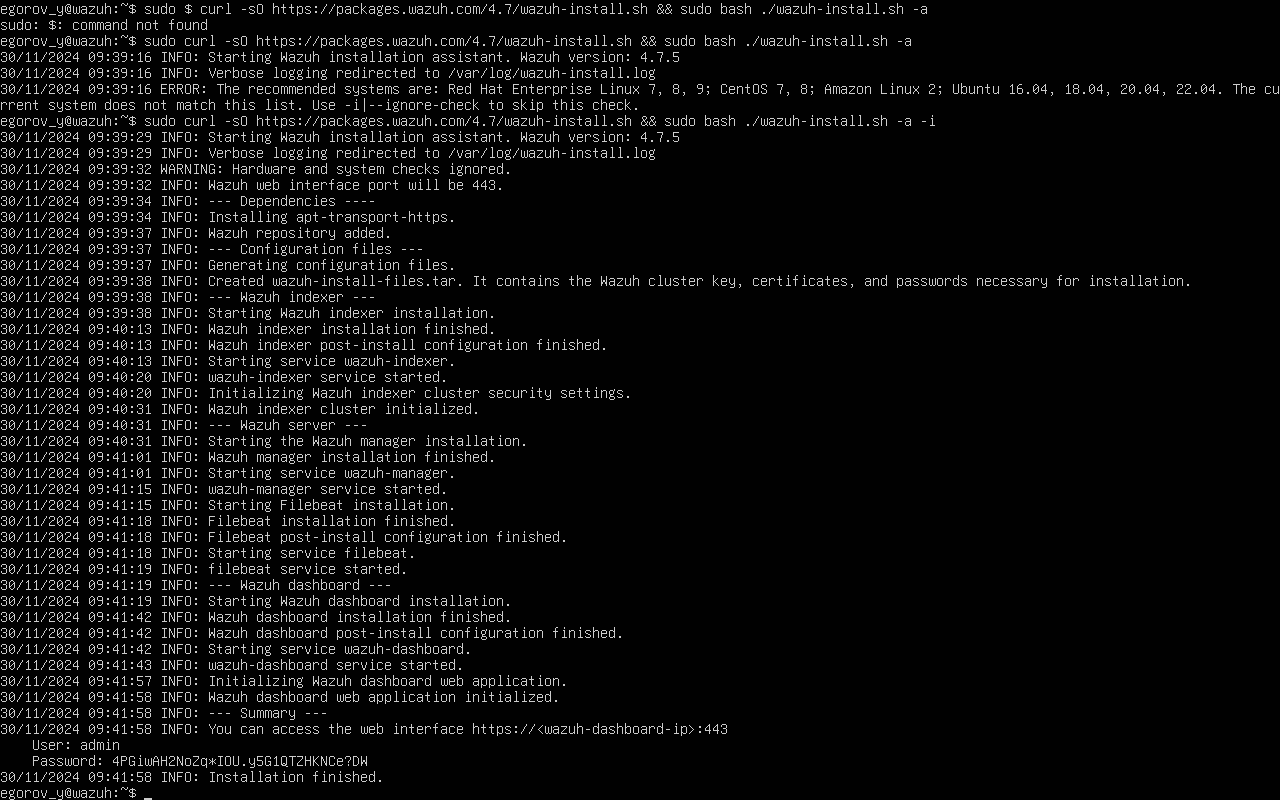 egorov_y@wazuh:~$ sudo $ curl -sO https://packages.wazuh.com/4.7/wazuh-install.sh && sudo bash ./wazuh-install.sh -a
sudo: $: command not found
egorov_y@wazuh:~$ sudo curl -sO https://packages.wazuh.com/4.7/wazuh-install.sh && sudo bash ./wazuh-install.sh -a
30/11/2024 09:39:16 INFO: Starting Wazuh installation assistant. Wazuh version: 4.7.5
30/11/2024 09:39:16 INFO: Verbose logging redirected to /var/log/wazuh-install.log
30/11/2024 09:39:16 ERROR: The recommended systems are: Red Hat Enterprise Linux 7, 8, 9; CentOS 7, 8; Amazon Linux 2; Ubuntu 16.04, 18.04, 20.04, 22.04. The cu
rrent system does not match this list. Use -i|--ignore-check to skip this check.
egorov_y@wazuh:~$ sudo curl -sO https://packages.wazuh.com/4.7/wazuh-install.sh && sudo bash ./wazuh-install.sh -a -i
30/11/2024 09:39:29 INFO: Starting Wazuh installation assistant. Wazuh version: 4.7.5
30/11/2024 09:39:29 INFO: Verbose logging redirected to /var/log/wazuh-install.log
30/11/2024 09:39:32 WARNING: Hardware and system checks ignored.
30/11/2024 09:39:32 INFO: Wazuh web interface port will be 443.
30/11/2024 09:39:34 INFO: --- Dependencies ----
30/11/2024 09:39:34 INFO: Installing apt-transport-https.
30/11/2024 09:39:37 INFO: Wazuh repository added.
30/11/2024 09:39:37 INFO: --- Configuration files ---
30/11/2024 09:39:37 INFO: Generating configuration files.
30/11/2024 09:39:38 INFO: Created wazuh-install-files.tar. It contains the Wazuh cluster key, certificates, and passwords necessary for installation.
30/11/2024 09:39:38 INFO: --- Wazuh indexer ---
30/11/2024 09:39:38 INFO: Starting Wazuh indexer installation.
30/11/2024 09:40:13 INFO: Wazuh indexer installation finished.
30/11/2024 09:40:13 INFO: Wazuh indexer post-install configuration finished.
30/11/2024 09:40:13 INFO: Starting service wazuh-indexer.
30/11/2024 09:40:20 INFO: wazuh-indexer service started.
30/11/2024 09:40:20 INFO: Initializing Wazuh indexer cluster security settings.
30/11/2024 09:40:31 INFO: Wazuh indexer cluster initialized.
30/11/2024 09:40:31 INFO: --- Wazuh server ---
30/11/2024 09:40:31 INFO: Starting the Wazuh manager installation.
30/11/2024 09:41:01 INFO: Wazuh manager installation finished.
30/11/2024 09:41:01 INFO: Starting service wazuh-manager.
30/11/2024 09:41:15 INFO: wazuh-manager service started.
30/11/2024 09:41:15 INFO: Starting Filebeat installation.
30/11/2024 09:41:18 INFO: Filebeat installation finished.
30/11/2024 09:41:18 INFO: Filebeat post-install configuration finished.
30/11/2024 09:41:18 INFO: Starting service filebeat.
30/11/2024 09:41:19 INFO: filebeat service started.
30/11/2024 09:41:19 INFO: --- Wazuh dashboard ---
30/11/2024 09:41:19 INFO: Starting Wazuh dashboard installation.
30/11/2024 09:41:42 INFO: Wazuh dashboard installation finished.
30/11/2024 09:41:42 INFO: Wazuh dashboard post-install configuration finished.
30/11/2024 09:41:42 INFO: Starting service wazuh-dashboard.
30/11/2024 09:41:43 INFO: wazuh-dashboard service started.
30/11/2024 09:41:57 INFO: Initializing Wazuh dashboard web application.
30/11/2024 09:41:58 INFO: Wazuh dashboard web application initialized.
30/11/2024 09:41:58 INFO: --- Summary ---
30/11/2024 09:41:58 INFO: You can access the web interface https://<wazuh-dashboard-ip>:443
User: admin
Password: 4PGiwAH2NoZq*IOU.y5G1QTZHKNCe?DW
30/11/2024 09:41:58 INFO: Installation finished.
egorov_y@wazuh:~$ _